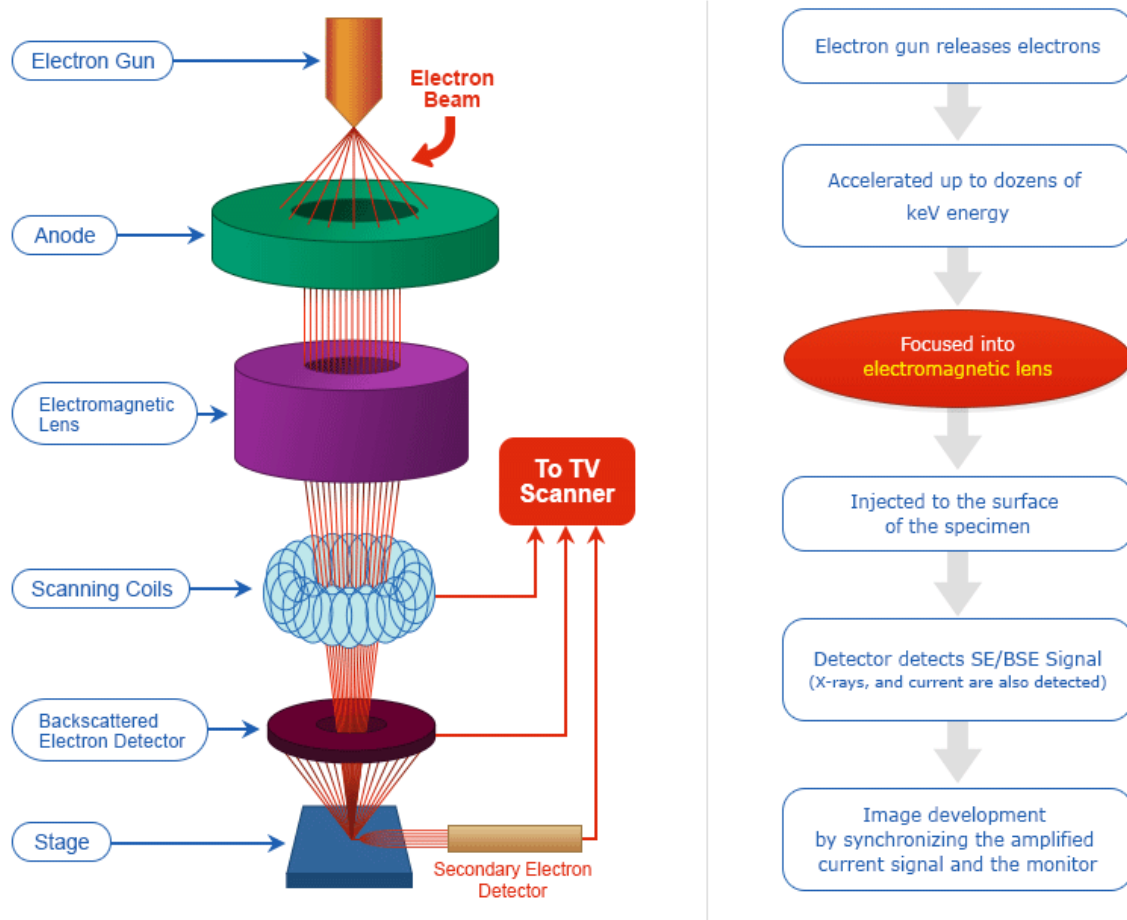 Electron Gun
Electron
Beam
Anode
Electromagnetic
Lens
To TV
Scanner
Scanning Coils
Backscattered
Electron Detector
Stage
Secondary Electron
Detector
Electron gun releases electrons
Accelerated up to dozens of
keV energy
Focused into
electromagnetic lens
Injected to the surface
of the specimen
Detector detects SE/BSE Signal
(X-rays, and current are also detected)
Image development
by synchronizing the amplified
current signal and the monitor